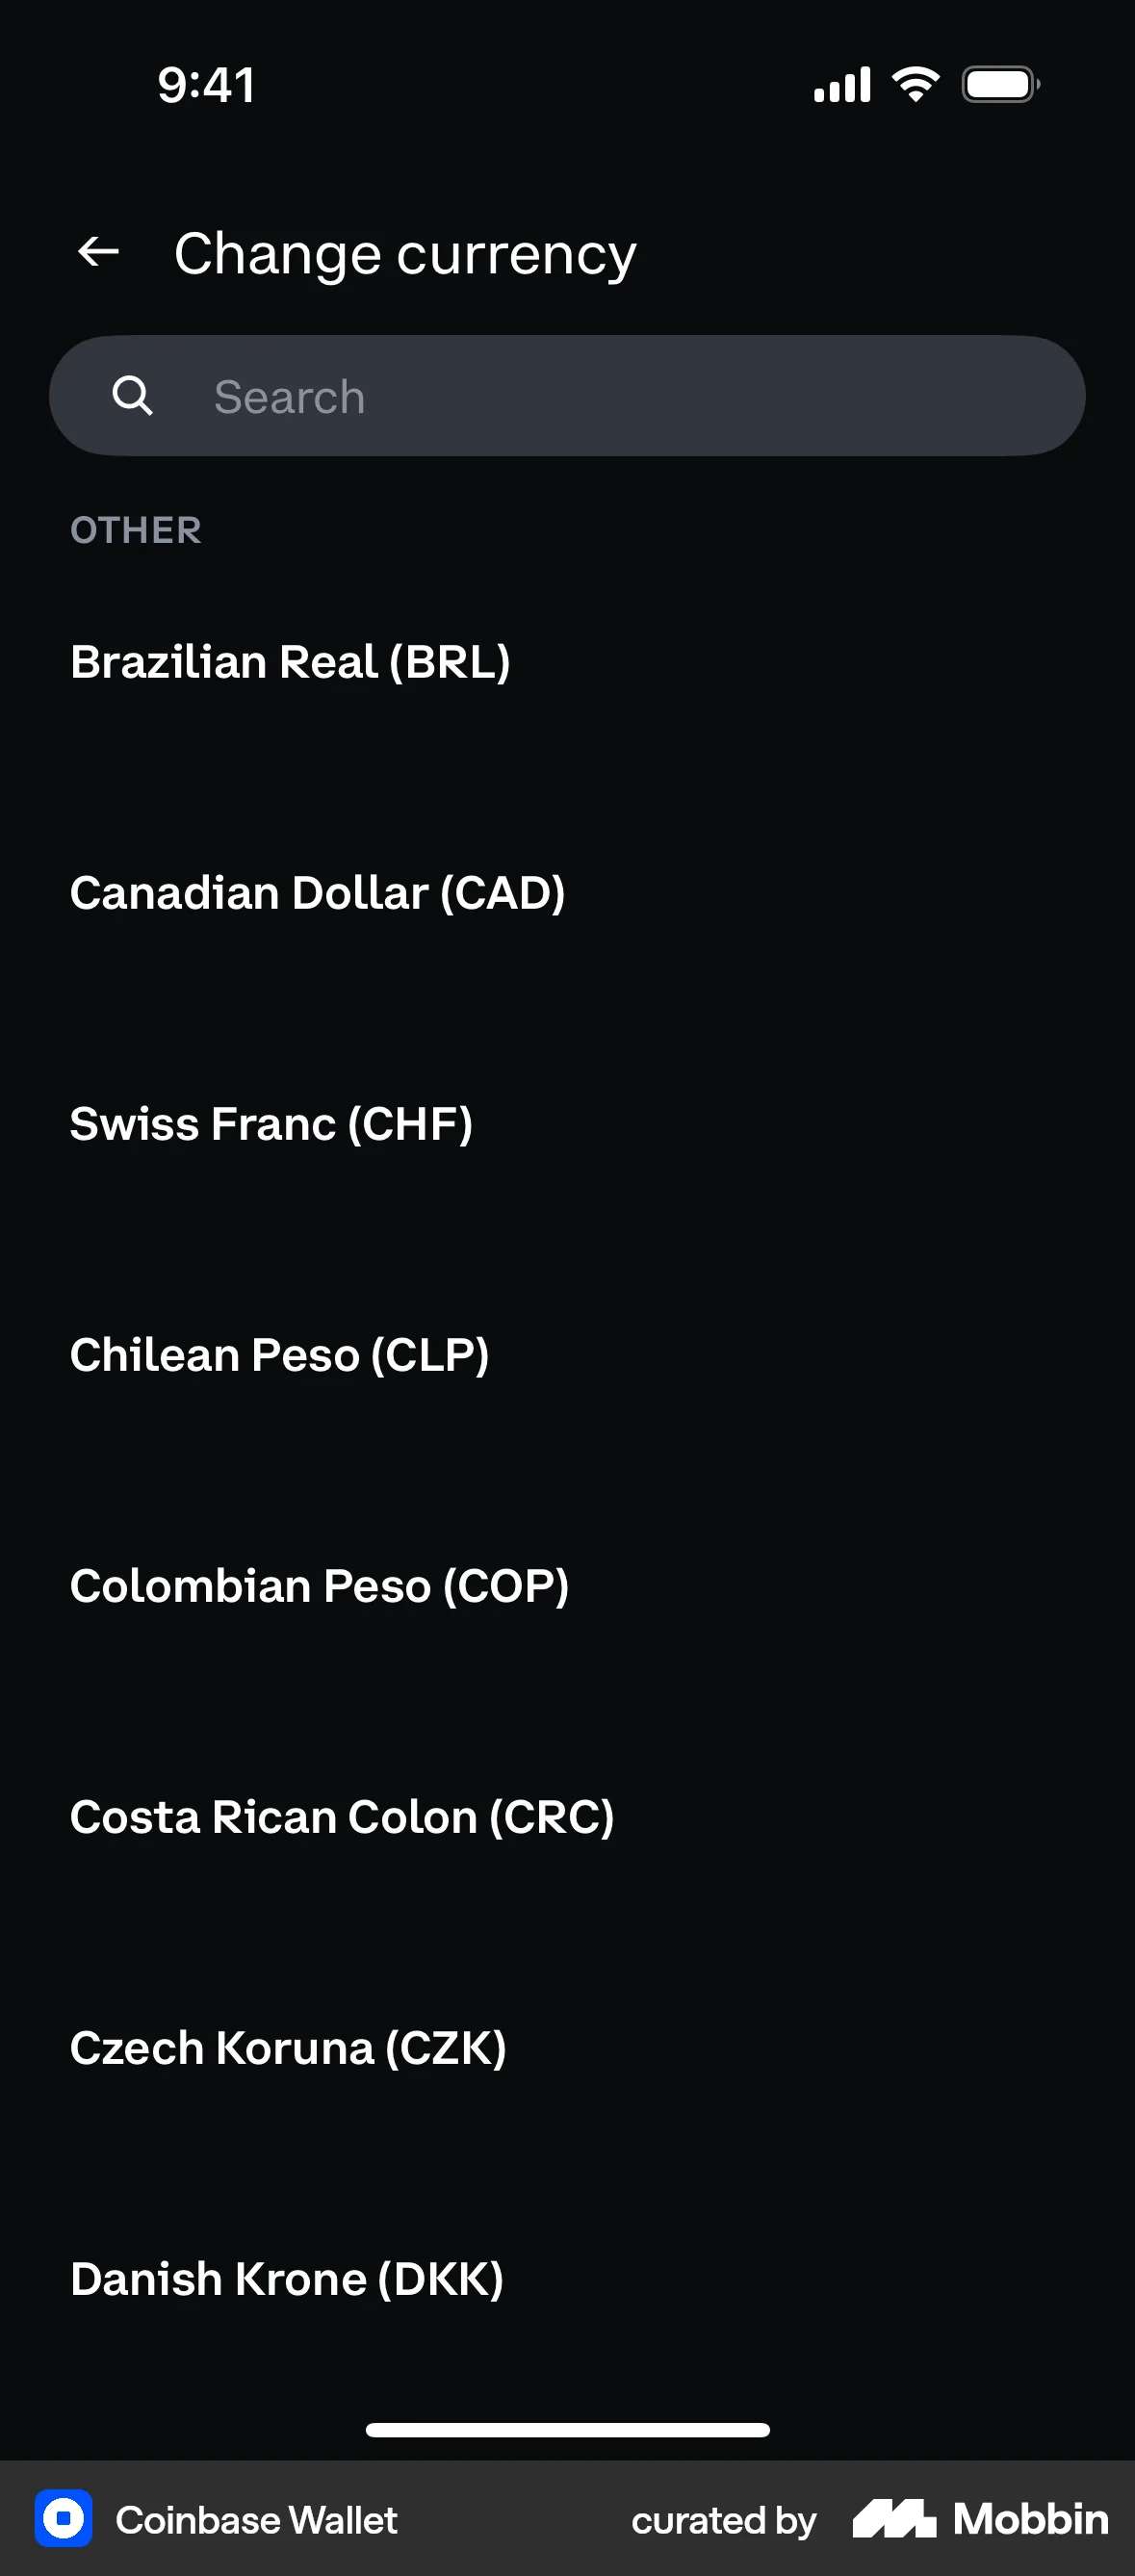 9:41
Change currency
Search
OTHER
Brazilian Real (BRL)
Canadian Dollar (CAD)
Swiss Franc (CHF)
Chilean Peso (CLP)
Colombian Peso (COP)
Costa Rican Colon (CRC)
Czech Koruna (CZK)
Danish Krone (DKK)
Coinbase Wallet curated by Mobbin